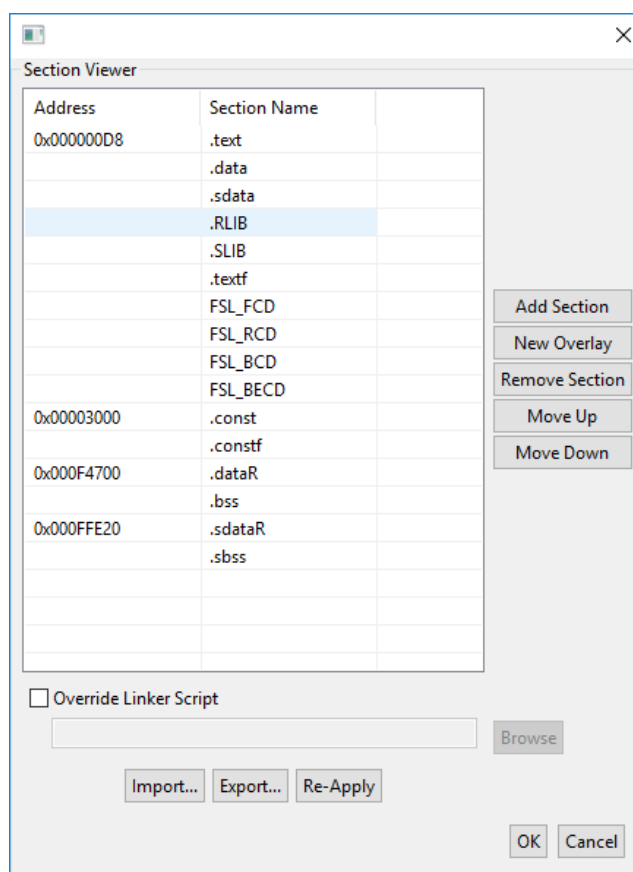 Section Viewer
Address Section Name
0x000000D8 .text
.data
.sdata
.RLIB
.SLIB
.textf
FSL_FCD
FSL_RCD
FSL_BCD
FSL_BECD
0x00003000 .const
.constf
0x000F4700 .dataR
.bss
0x000FFE20 .sdataR
.sbss
Add Section
New Overlay
Remove Section
Move Up
Move Down
Override Linker Script
Browse
Import... Export... Re-Apply
OK Cancel